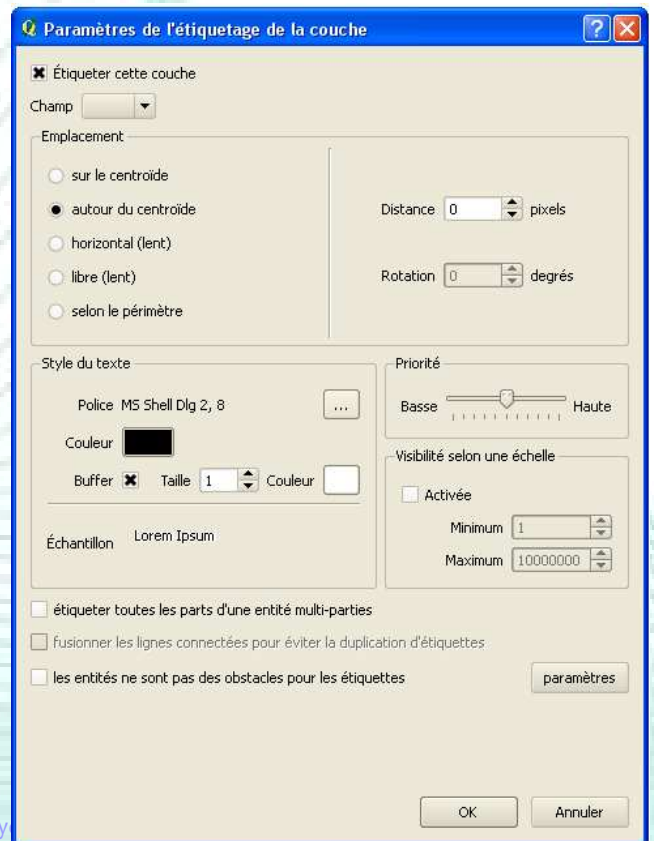 Paramètres de l'étiquetage de la couche
Étiqueter cette couche
Champ
Emplacement
sur le centroïde
autour du centroïde
horizontal (lent)
libre (lent)
selon le périmètre
Distance 0 pixels
Rotation 0 degrés
Style du texte
Police MS Shell Dlg 2, 8 ...
Couleur
Buffer Taille 1 Couleur
Échantillon Lorem Ipsum
Priorité
Basse Haute
Visibilité selon une échelle
Activée
Minimum 1
Maximum 10000000
étiqueter toutes les parts d'une entité multi-parties
fusionner les lignes connectées pour éviter la duplication d'étiquettes
les entités ne sont pas des obstacles pour les étiquettes
paramètres
OK Annuler